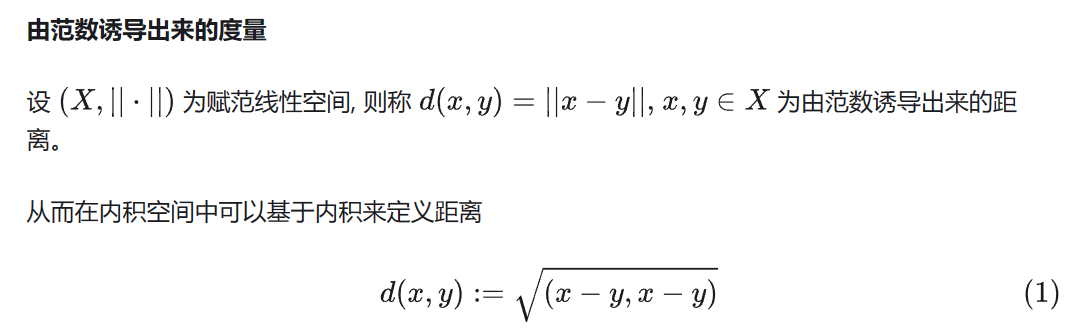 由范数诱导出来的度量
设 (X, || · ||) 为赋范线性空间, 则称 d(x, y) = ||x − y||, x, y ∈ X 为由范数诱导出来的距
离。
从而在内积空间中可以基于内积来定义距离
d(x, y) := √(x − y, x − y) (1)